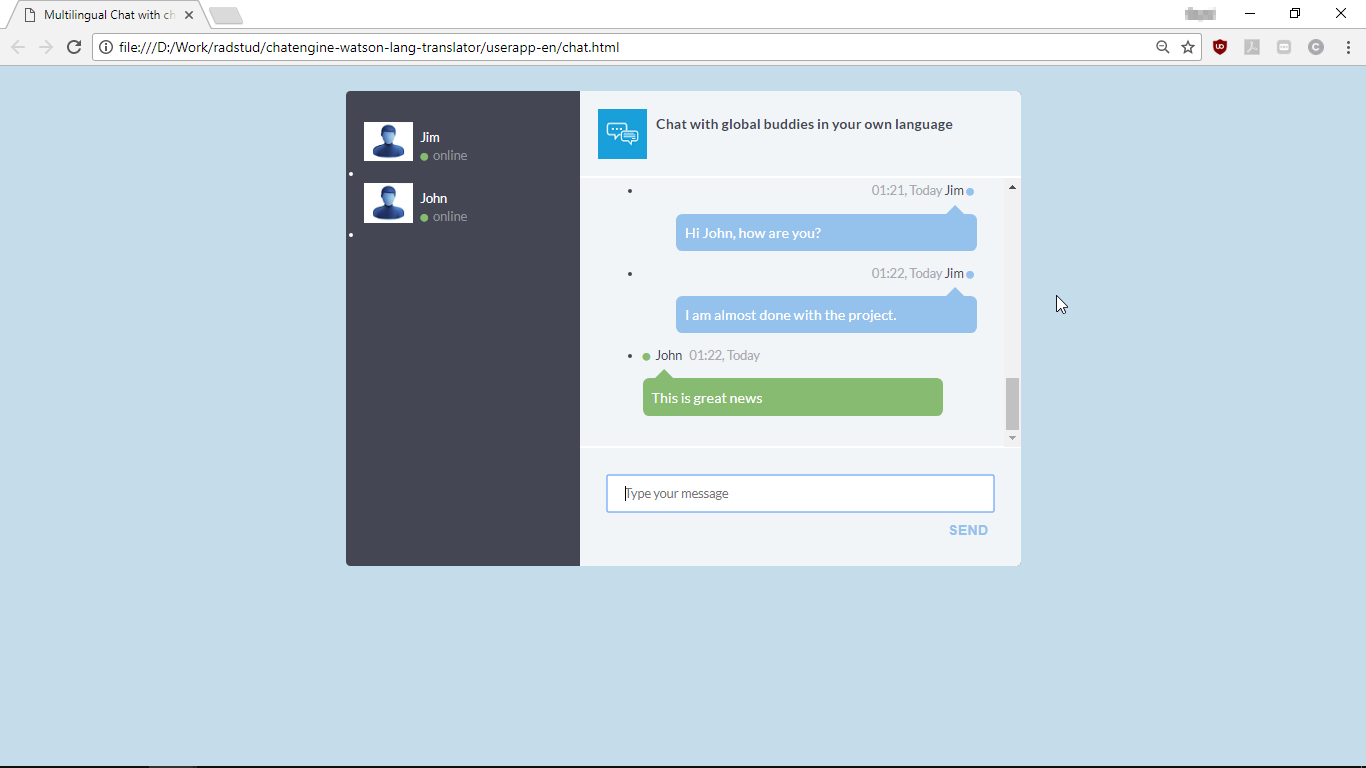 Multilingual Chat with ch
file:///D:/Work/radstud/chatengine-watson-lang-translator/userapp-en/chat.html
Jim
online
John
online
Chat with global buddies in your own language
01:21, Today Jim
Hi John, how are you?
01:22, Today Jim
I am almost done with the project.
John 01:22, Today
This is great news
Type your message
SEND